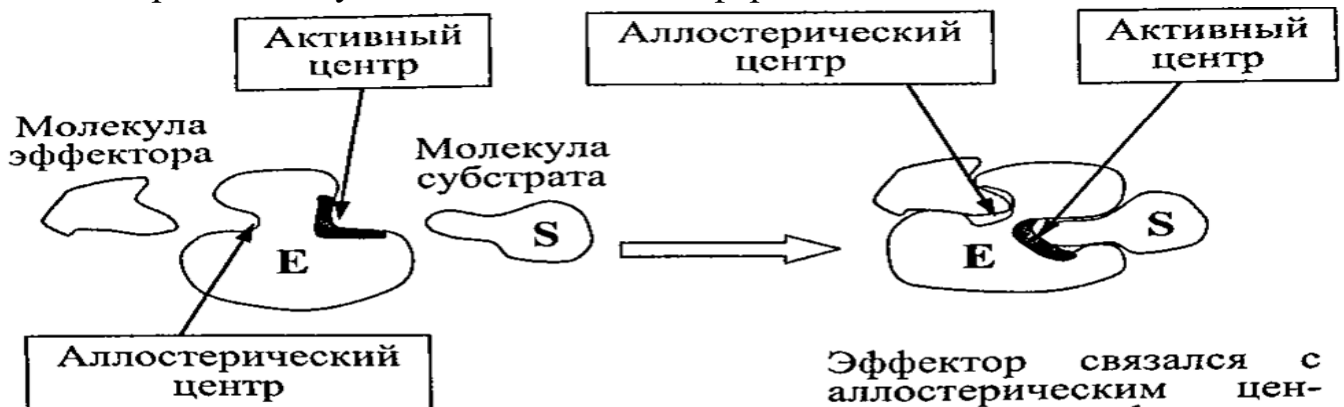 Активный
центр
Аллостерический
центр
Активный
центр
Молекула
эффектора
Молекула
субстрата
E
S
E
S
Аллостерический
центр
Эффектор связался с
аллостерическим цен-